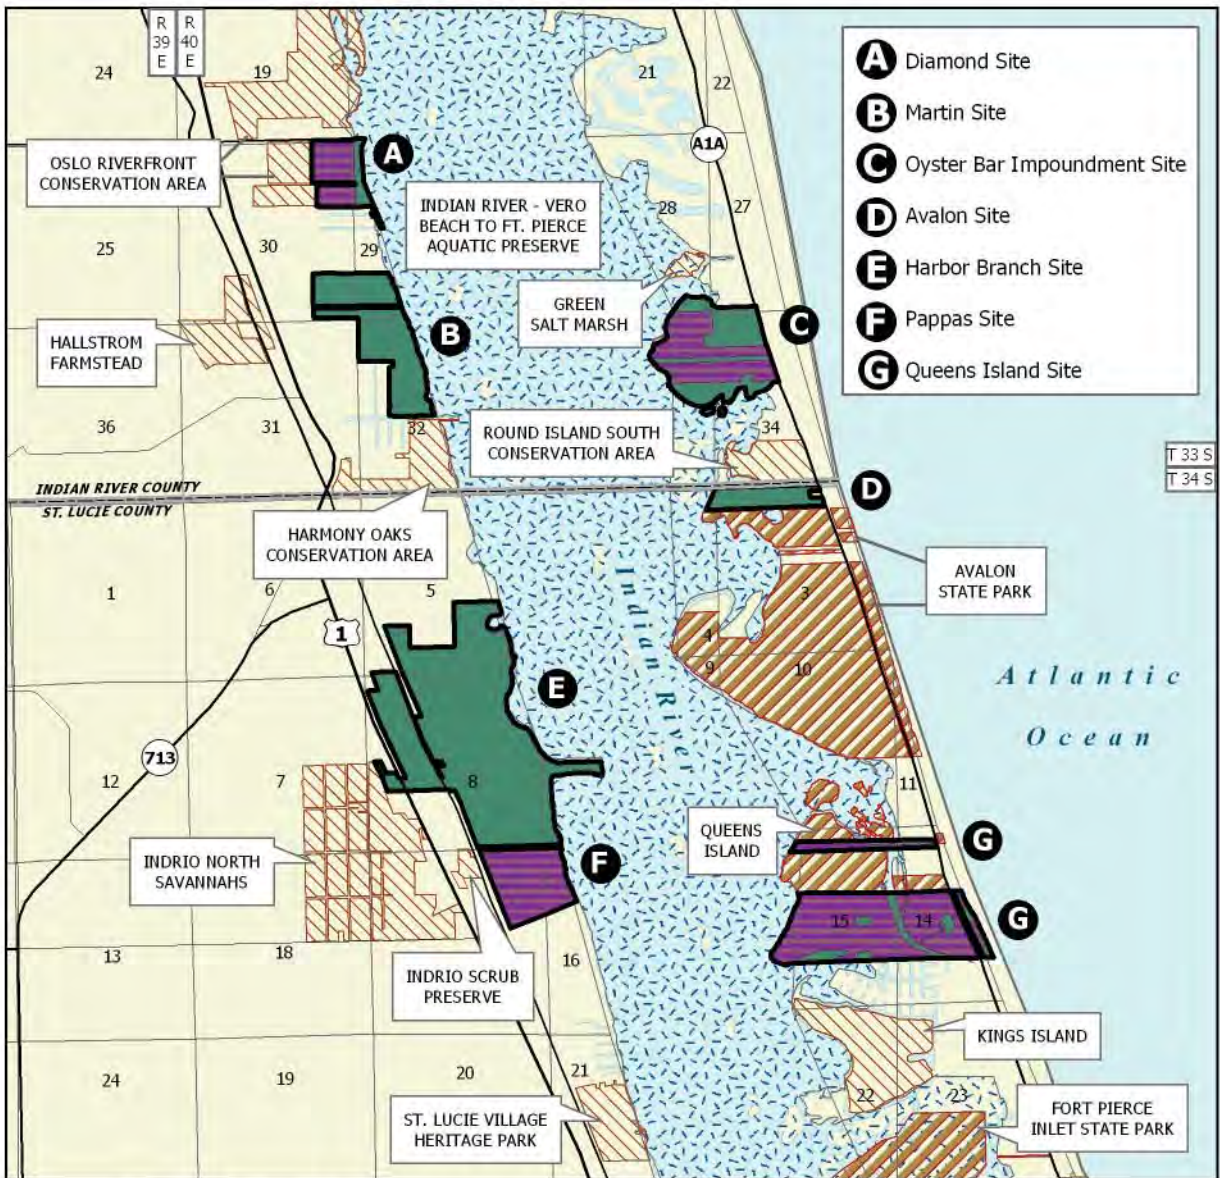 R
39
E
R
40
E
24
19
21
22
A Diamond Site
B Martin Site
C Oyster Bar Impoundment Site
D Avalon Site
E Harbor Branch Site
F Pappas Site
G Queens Island Site
A1A
A
OSLO RIVERFRONT
CONSERVATION AREA
INDIAN RIVER - VERO
BEACH TO FT. PIERCE
AQUATIC PRESERVE
28
27
25
30
29
GREEN
SALT MARSH
B
C
HALLSTROM
FARMSTEAD
36
31
32
34
ROUND ISLAND SOUTH
CONSERVATION AREA
T 33 S
T 34 S
INDIAN RIVER COUNTY
ST. LUCIE COUNTY
D
HARMONY OAKS
CONSERVATION AREA
AVALON
STATE PARK
1
6
5
3
1
4
9
10
Indian River
E
Atlantic
Ocean
713
12
7
8
11
QUEENS
ISLAND
G
INDRIO NORTH
SAVANNAHS
F
15
14
G
13
18
16
INDRIO SCRUB
PRESERVE
KINGS ISLAND
24
19
20
21
22
23
ST. LUCIE VILLAGE
HERITAGE PARK
FORT PIERCE
INLET STATE PARK